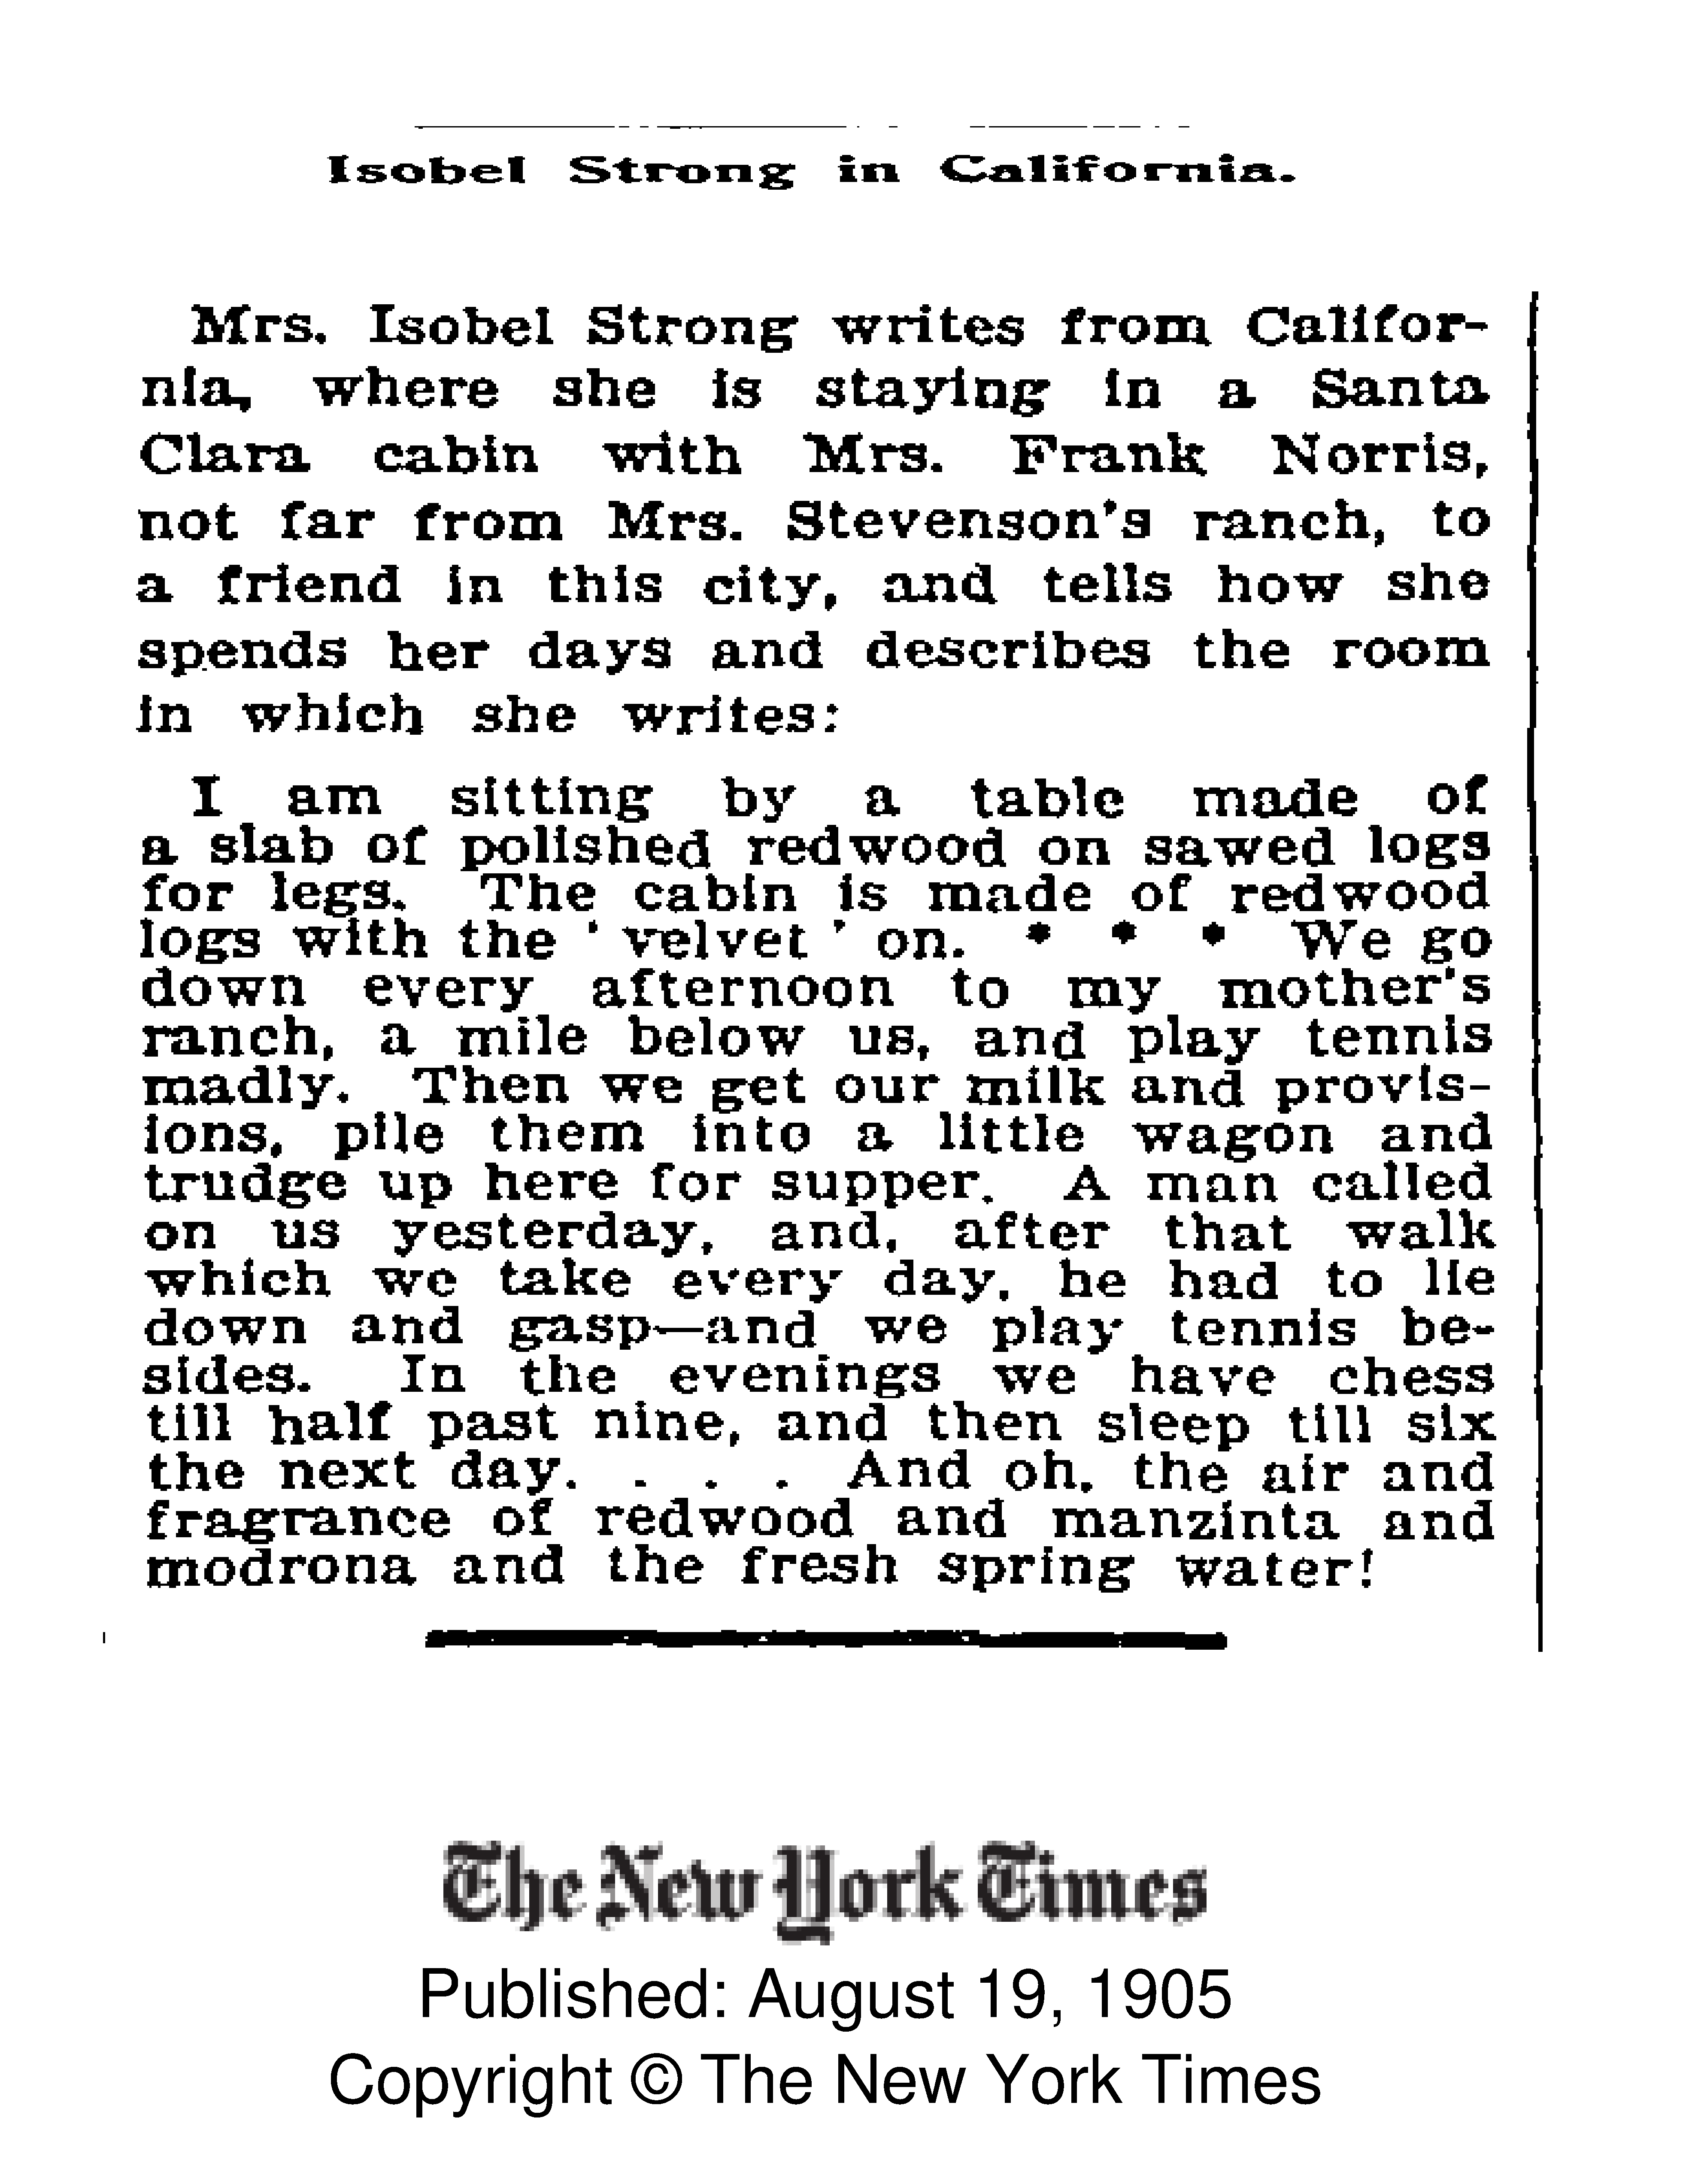 Isobel Strong in California.
Mrs. Isobel Strong writes from Califor-
nia, where she is staying in a Santa
Clara cabin with Mrs. Frank Norris,
not far from Mrs. Stevenson's ranch, to
a friend in this city, and tells how she
spends her days and describes the room
in which she writes:
I am sitting by a table made of
a slab of polished redwood on sawed logs
for legs. The cabin is made of redwood
logs with the ' velvet ' on. * * * We go
down every afternoon to my mother's
ranch, a mile below us, and play tennis
madly. Then we get our milk and provis-
ions, pile them into a little wagon and
trudge up here for supper. A man called
on us yesterday, and, after that walk
which we take every day, he had to lie
down and gasp—and we play tennis be-
sides. In the evenings we have chess
till half past nine, and then sleep till six
the next day. . . . And oh, the air and
fragrance of redwood and manzinta and
modrona and the fresh spring water!
The New York Times
Published: August 19, 1905
Copyright © The New York Times